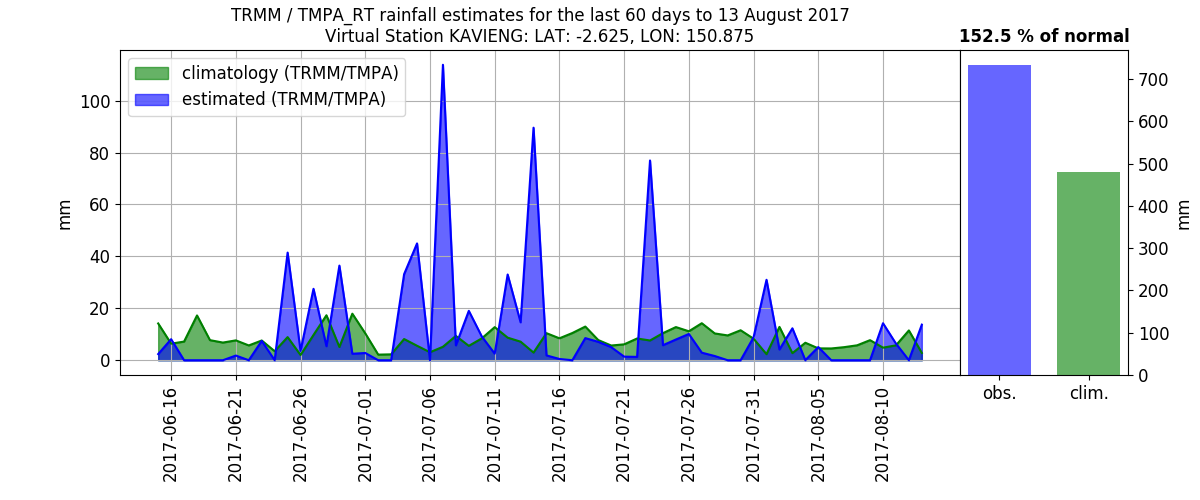 TRMM / TMPA_RT rainfall estimates for the last 60 days to 13 August 2017
Virtual Station KAVIENG: LAT: -2.625, LON: 150.875
152.5 % of normal
climatology (TRMM/TMPA)
estimated (TRMM/TMPA)
100
80
60
40
20
0
mm
2017-06-16
2017-06-21
2017-06-26
2017-07-01
2017-07-06
2017-07-11
2017-07-16
2017-07-21
2017-07-26
2017-07-31
2017-08-05
2017-08-10
700
600
500
400
300
200
100
0
mm
obs.
clim.